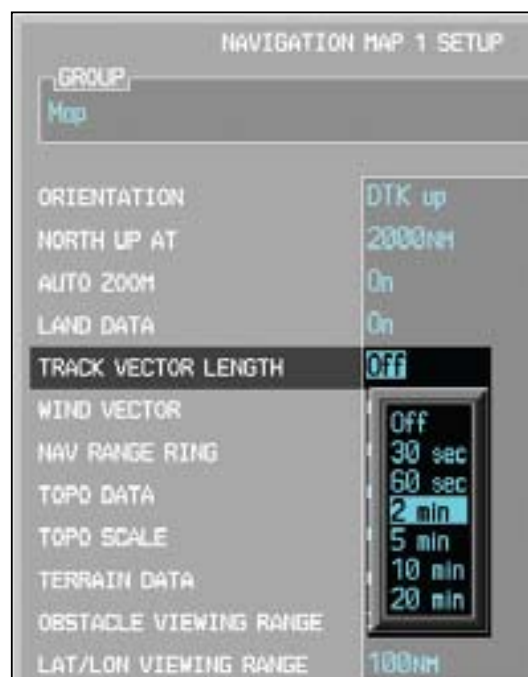 NAVIGATION MAP 1 SETUP
GROUP
Map
ORIENTATION DTK up
NORTH UP AT 2000NM
AUTO ZOOM On
LAND DATA On
TRACK VECTOR LENGTH Off
WIND VECTOR
NAV RANGE RING
TOPO DATA
TOPO SCALE
TERRAIN DATA
OBSTACLE VIEWING RANGE
LAT/LON VIEWING RANGE 100NM
Off
30 sec
60 sec
2 min
5 min
10 min
20 min